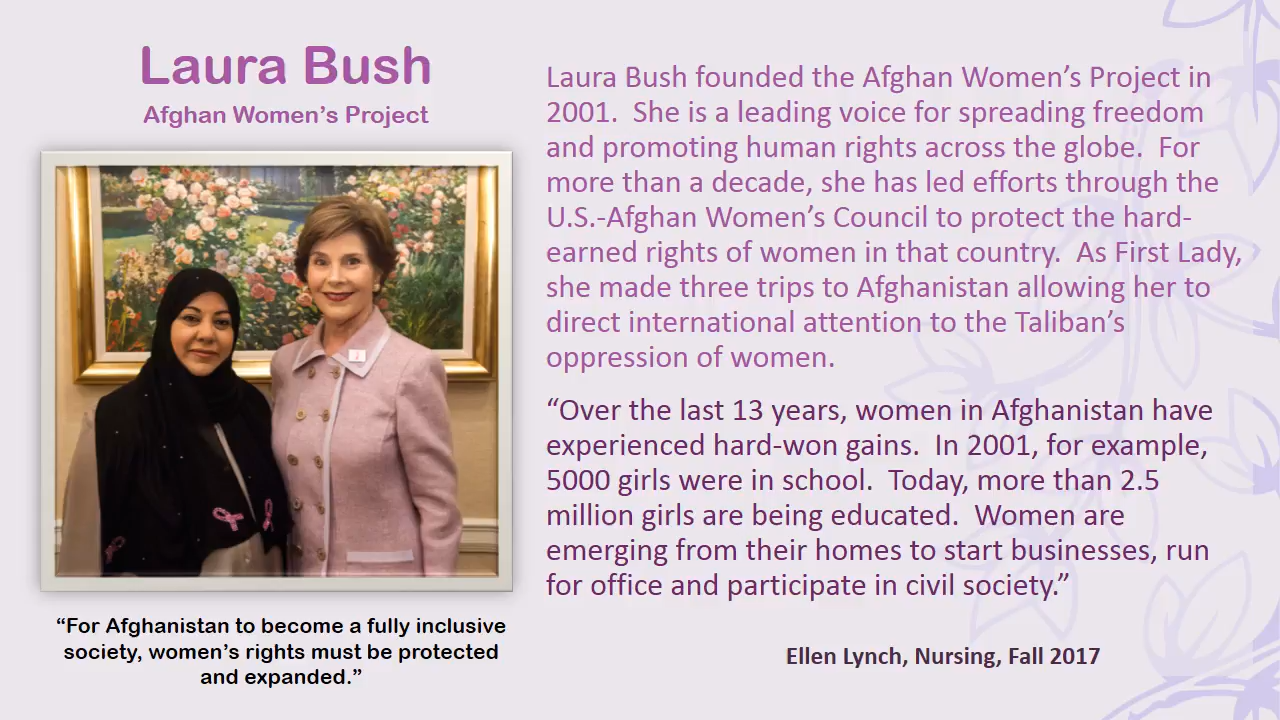 Laura Bush
Afghan Women's Project
Laura Bush founded the Afghan Women's Project in
2001.  She is a leading voice for spreading freedom
and promoting human rights across the globe.  For
more than a decade, she has led efforts through the
U.S.-Afghan Women's Council to protect the hard-
earned rights of women in that country.  As First Lady,
she made three trips to Afghanistan allowing her to
direct international attention to the Taliban's
oppression of women.
“Over the last 13 years, women in Afghanistan have
experienced hard-won gains.  In 2001, for example,
5000 girls were in school.  Today, more than 2.5
million girls are being educated.  Women are
emerging from their homes to start businesses, run
for office and participate in civil society.”
“For Afghanistan to become a fully inclusive
society, women's rights must be protected
and expanded.”
Ellen Lynch, Nursing, Fall 2017